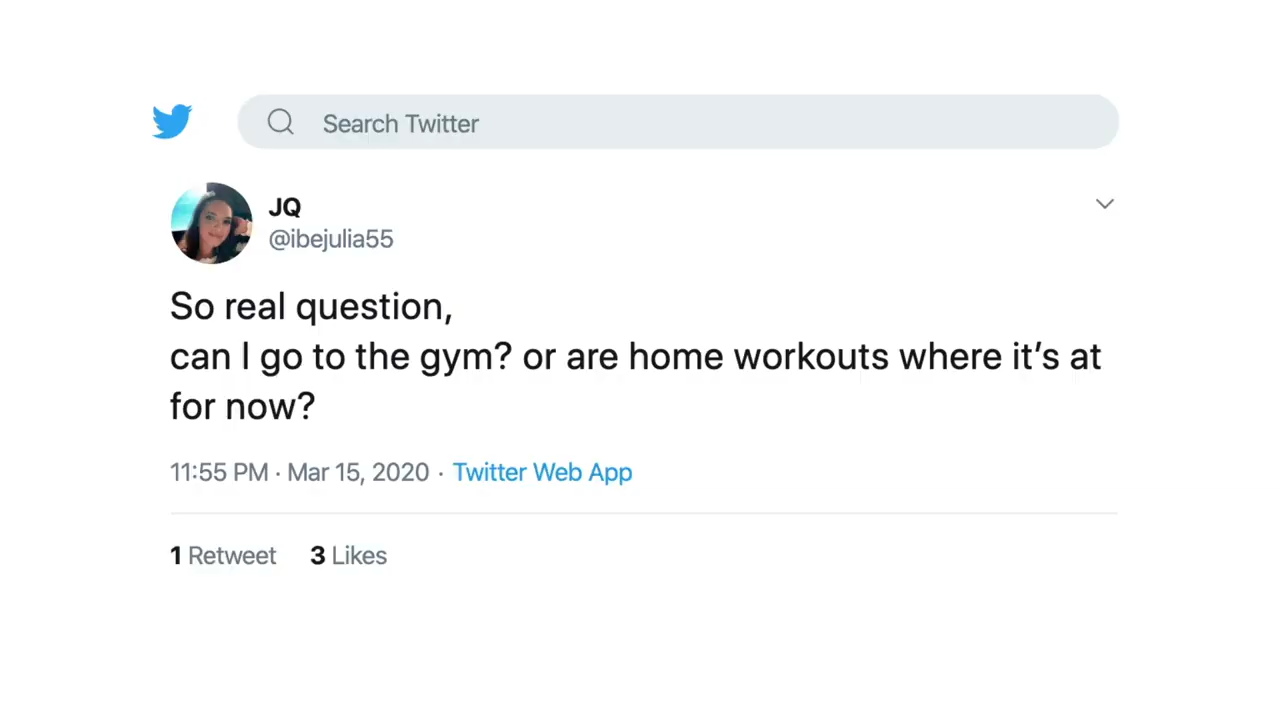 Search Twitter
JQ
@ibejulia55
So real question,
can I go to the gym? or are home workouts where it’s at
for now?
11:55 PM · Mar 15, 2020 · Twitter Web App
1 Retweet 3 Likes